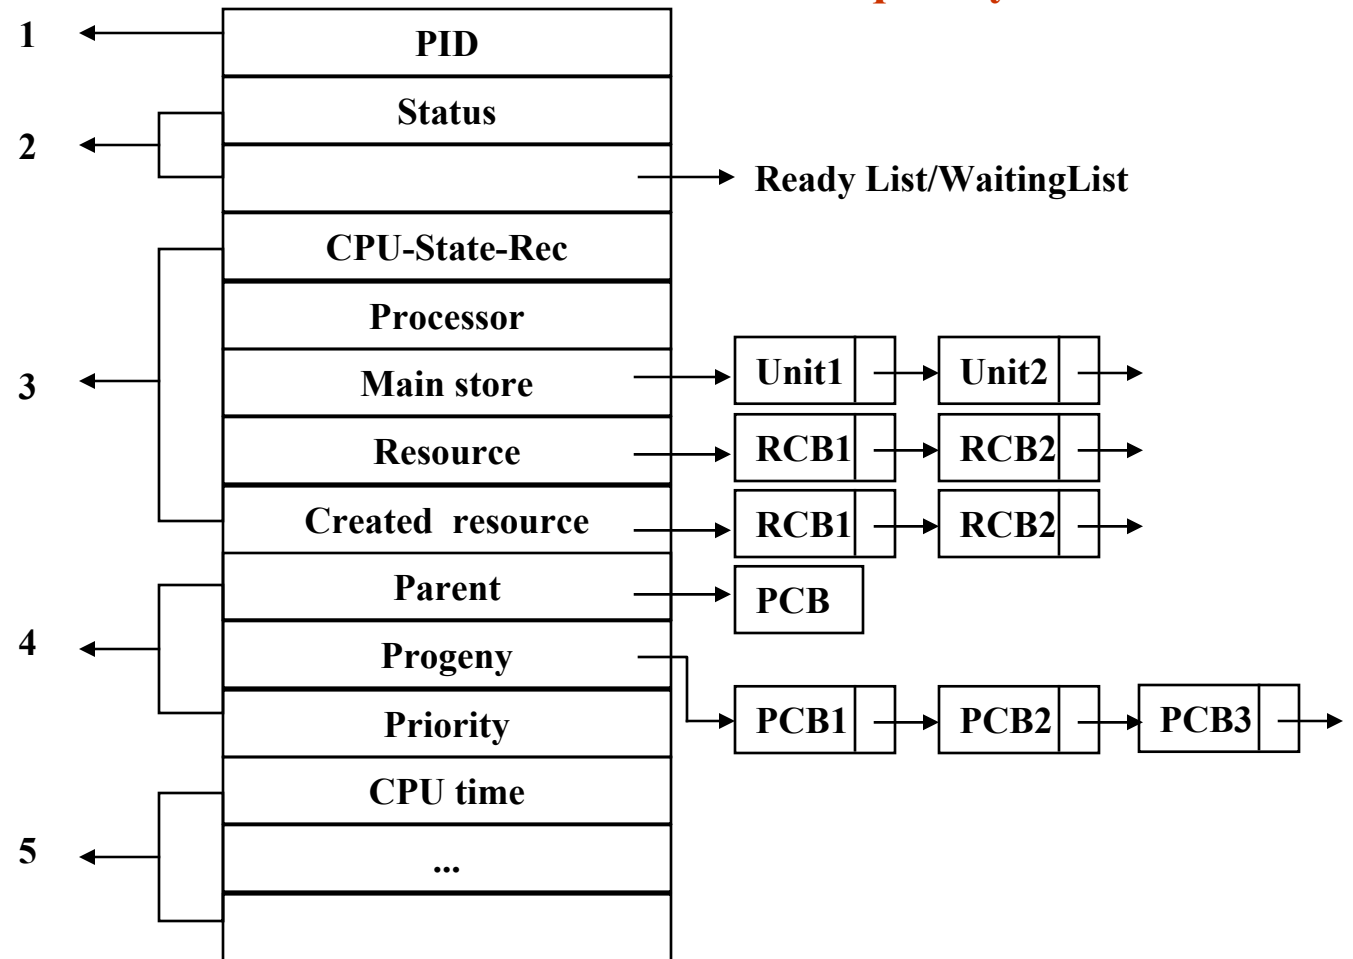 1
PID
Status
2
Ready List/WaitingList
CPU-State-Rec
Processor
3
Main store
Unit1
Unit2
Resource
RCB1
RCB2
Created resource
RCB1
RCB2
Parent
PCB
4
Progeny
Priority
PCB1
PCB2
PCB3
CPU time
5
...